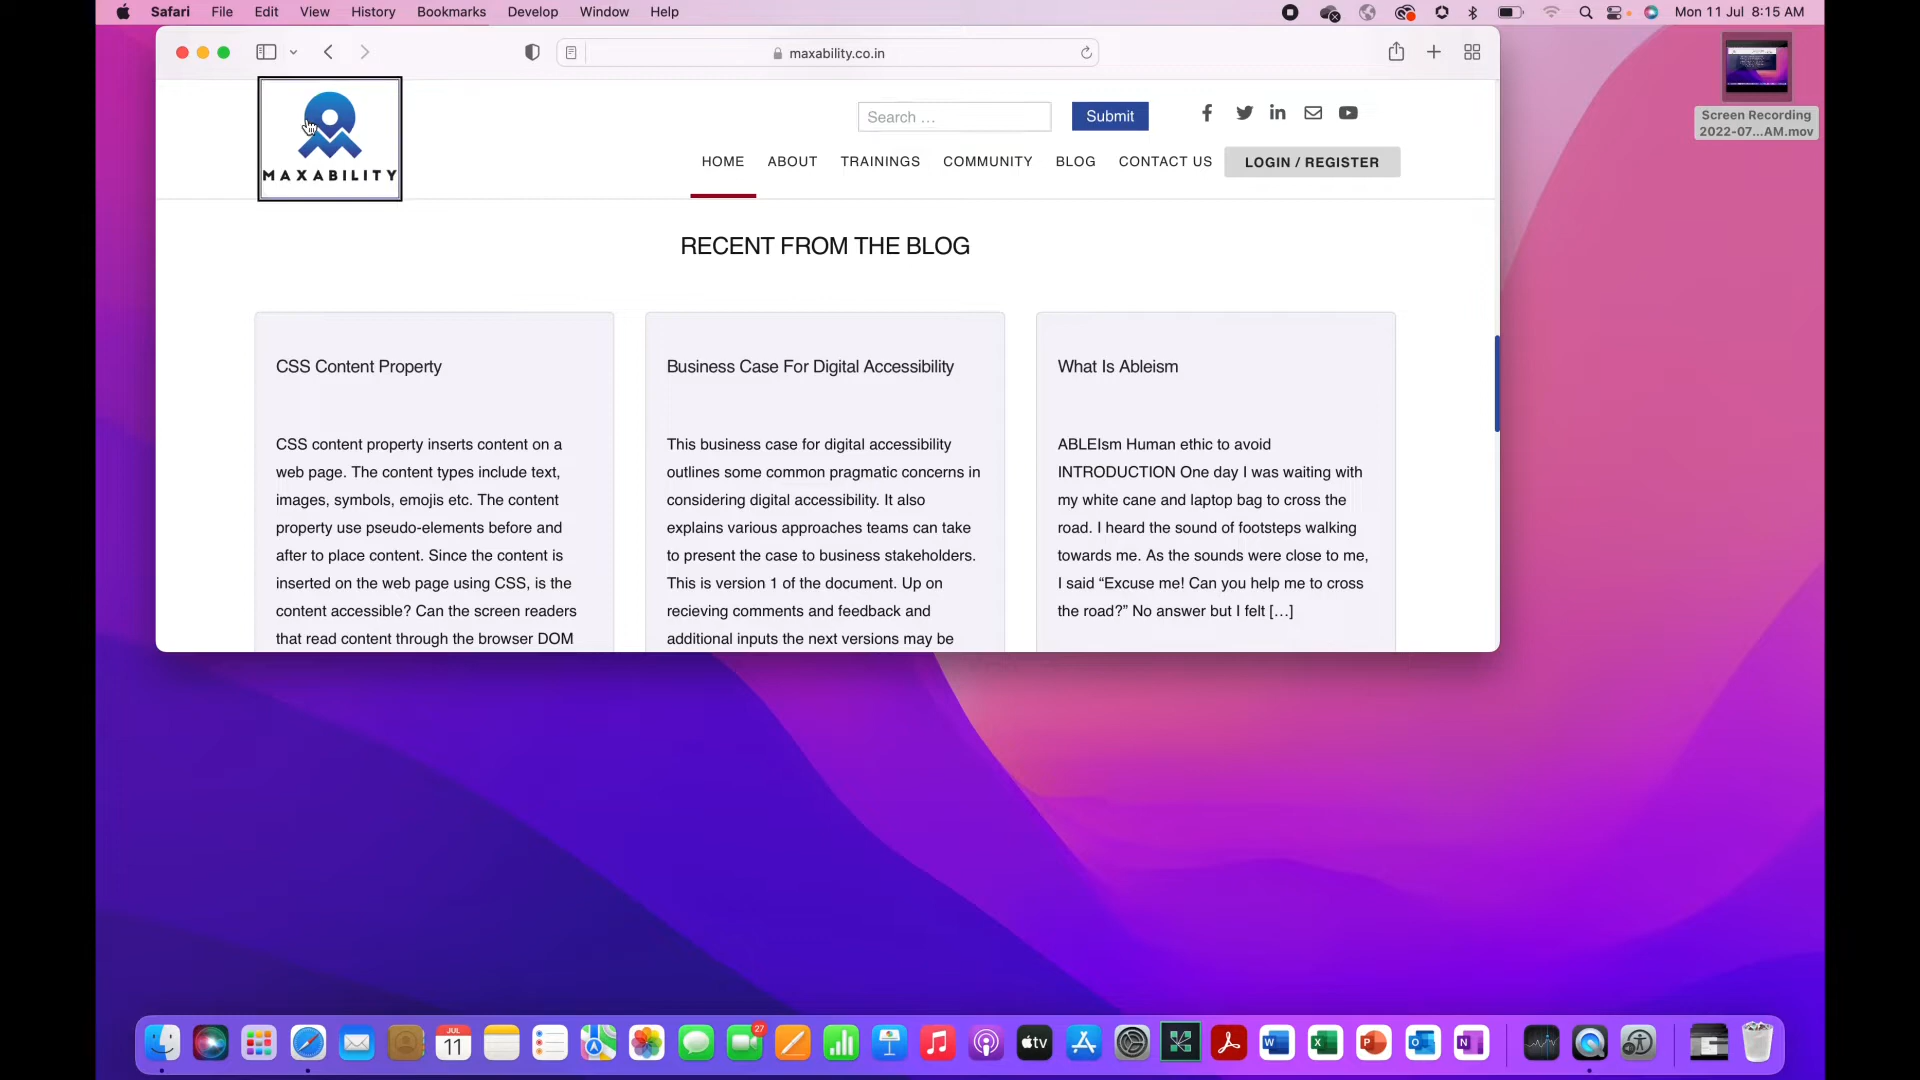 Safari File Edit View History Bookmarks Develop Window Help Mon 11 Jul 8:15 AM
maxability.co.in
Screen Recording
2022-07...AM.mov
Search ...
Submit
MAXABILITY
HOME ABOUT TRAININGS COMMUNITY BLOG CONTACT US LOGIN / REGISTER
RECENT FROM THE BLOG
CSS Content Property
CSS content property inserts content on a
web page. The content types include text,
images, symbols, emojis etc. The content
property use pseudo-elements before and
after to place content. Since the content is
inserted on the web page using CSS, is the
content accessible? Can the screen readers
that read content through the browser DOM
Business Case For Digital Accessibility
This business case for digital accessibility
outlines some common pragmatic concerns in
considering digital accessibility. It also
explains various approaches teams can take
to present the case to business stakeholders.
This is version 1 of the document. Up on
recieving comments and feedback and
additional inputs the next versions may be
What Is Ableism
ABLEIsm Human ethic to avoid
INTRODUCTION One day I was waiting with
my white cane and laptop bag to cross the
road. I heard the sound of footsteps walking
towards me. As the sounds were close to me,
I said “Excuse me! Can you help me to cross
the road?” No answer but I felt […]
JUL
11
27
tv
W
X
P
O
N